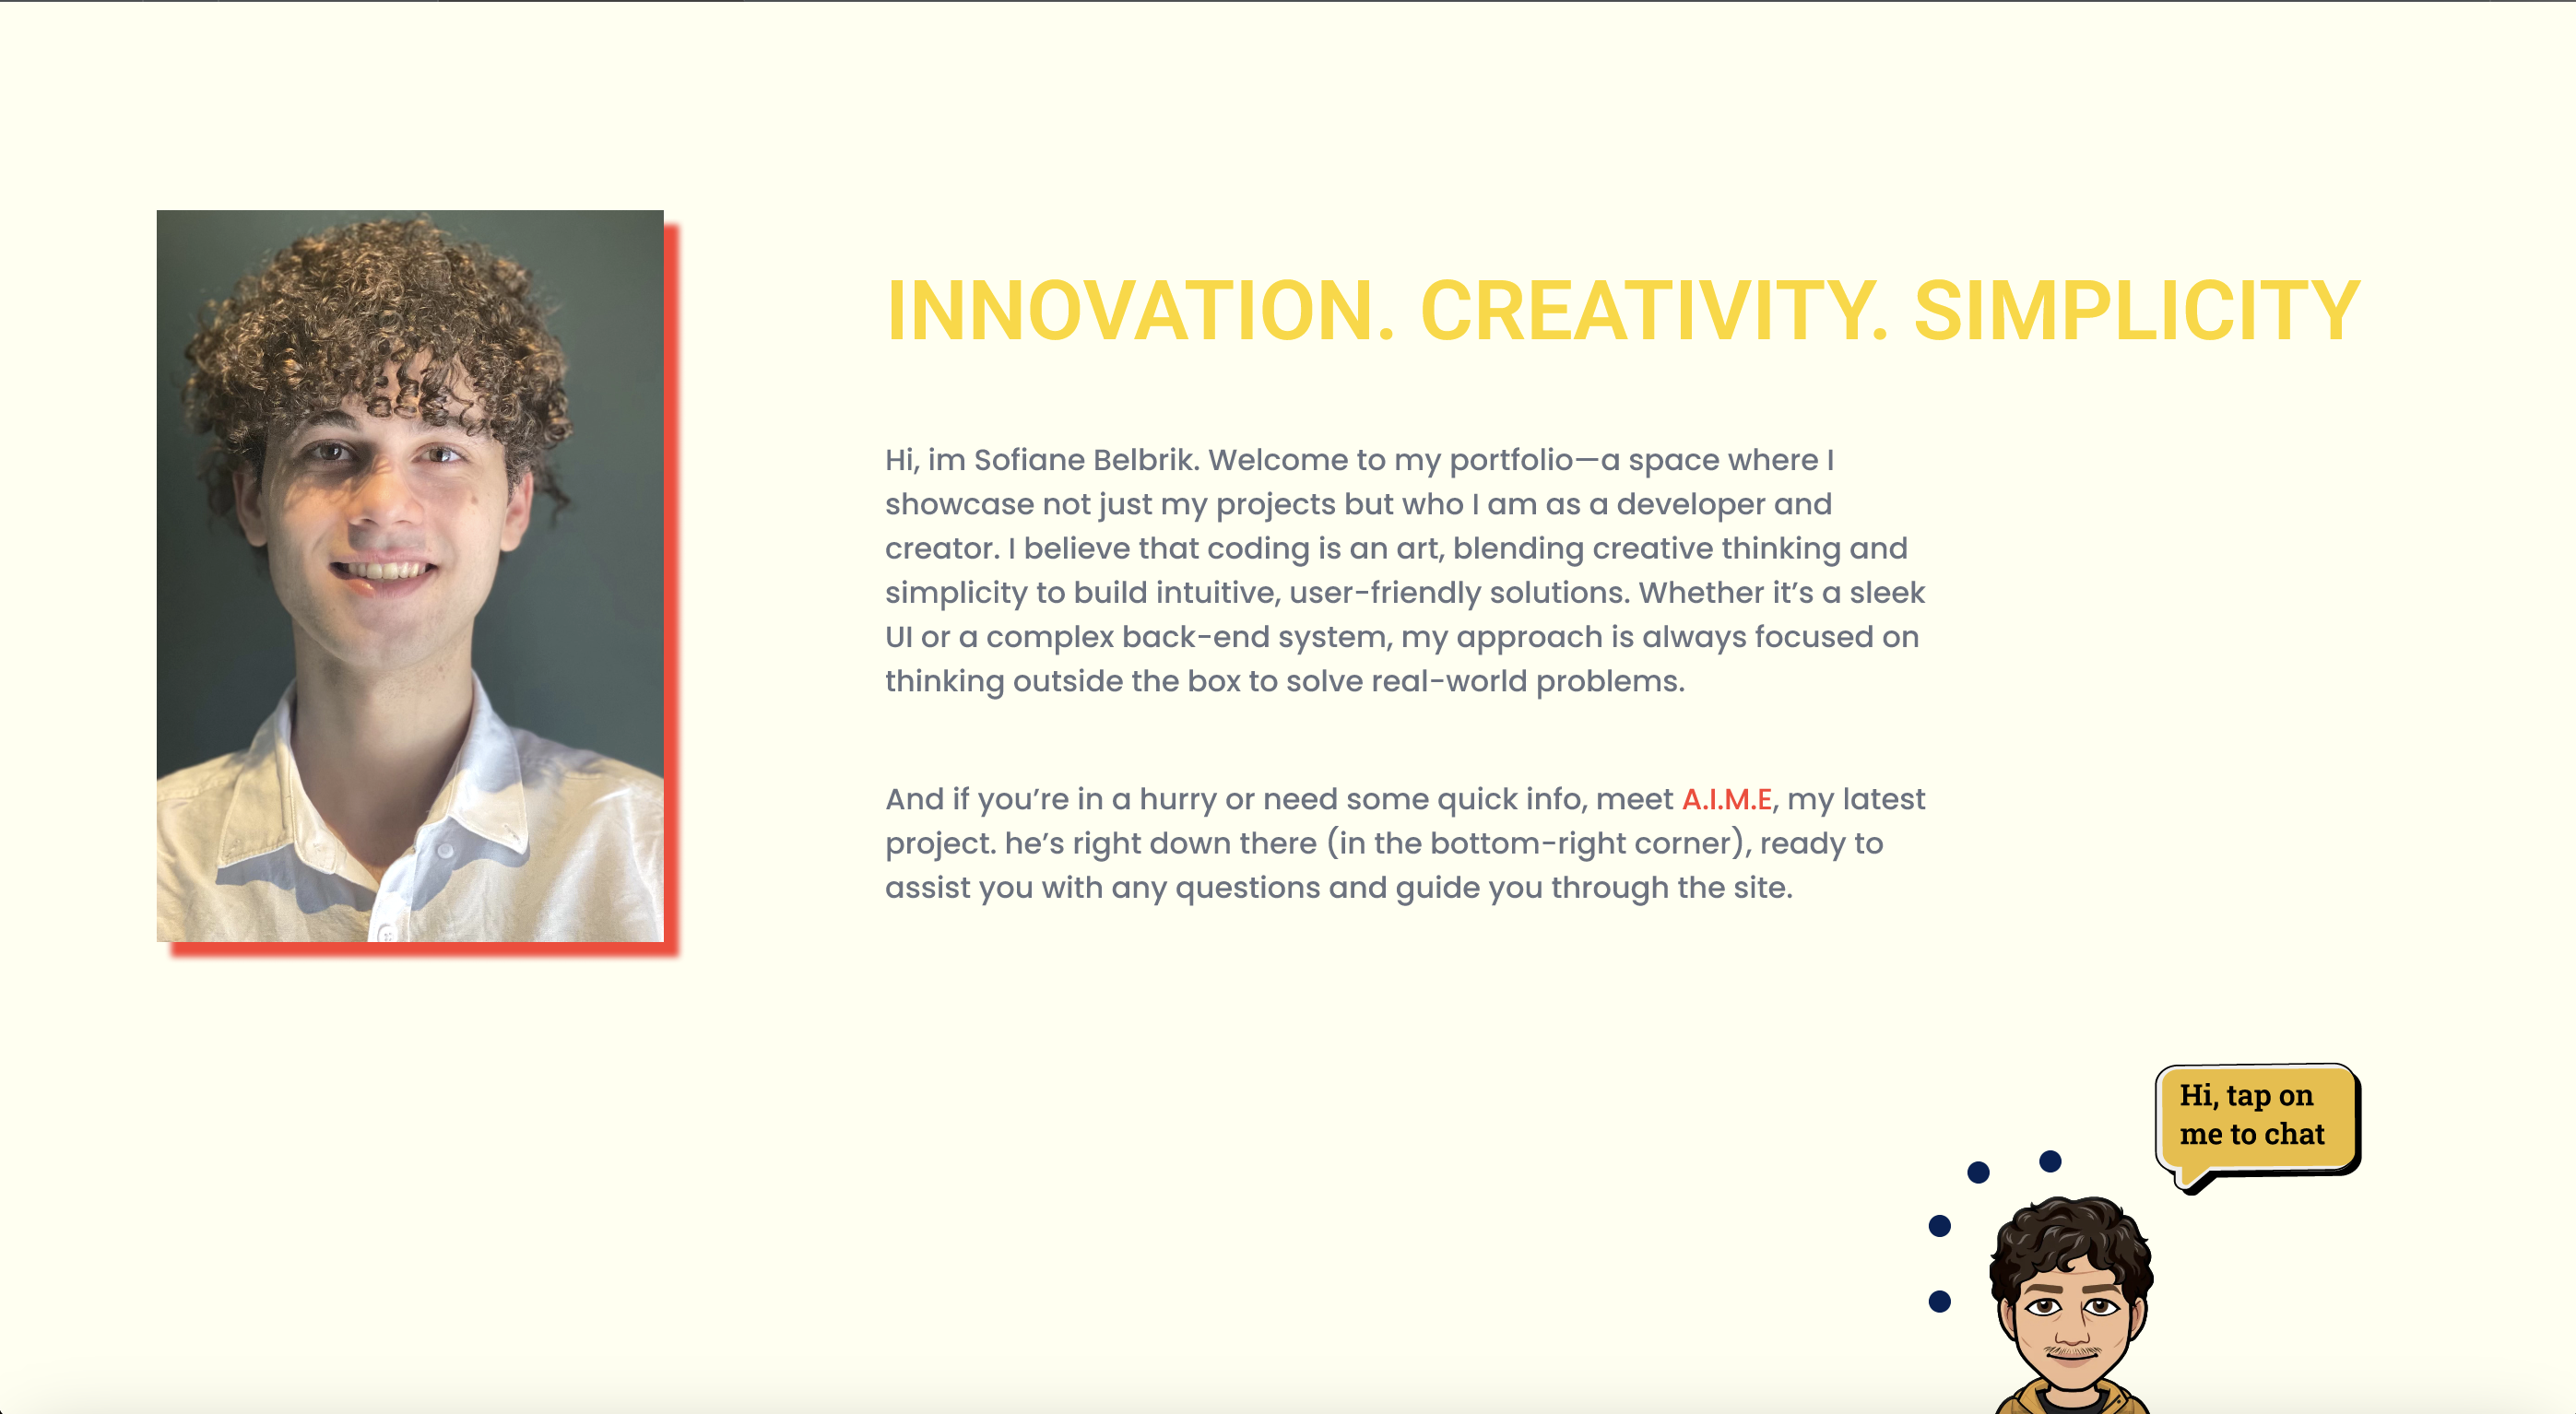 INNOVATION. CREATIVITY. SIMPLICITY
Hi, im Sofiane Belbrik. Welcome to my portfolio—a space where I
showcase not just my projects but who I am as a developer and
creator. I believe that coding is an art, blending creative thinking and
simplicity to build intuitive, user-friendly solutions. Whether it’s a sleek
UI or a complex back-end system, my approach is always focused on
thinking outside the box to solve real-world problems.
And if you’re in a hurry or need some quick info, meet A.I.M.E, my latest
project. he’s right down there (in the bottom-right corner), ready to
assist you with any questions and guide you through the site.
Hi, tap on
me to chat